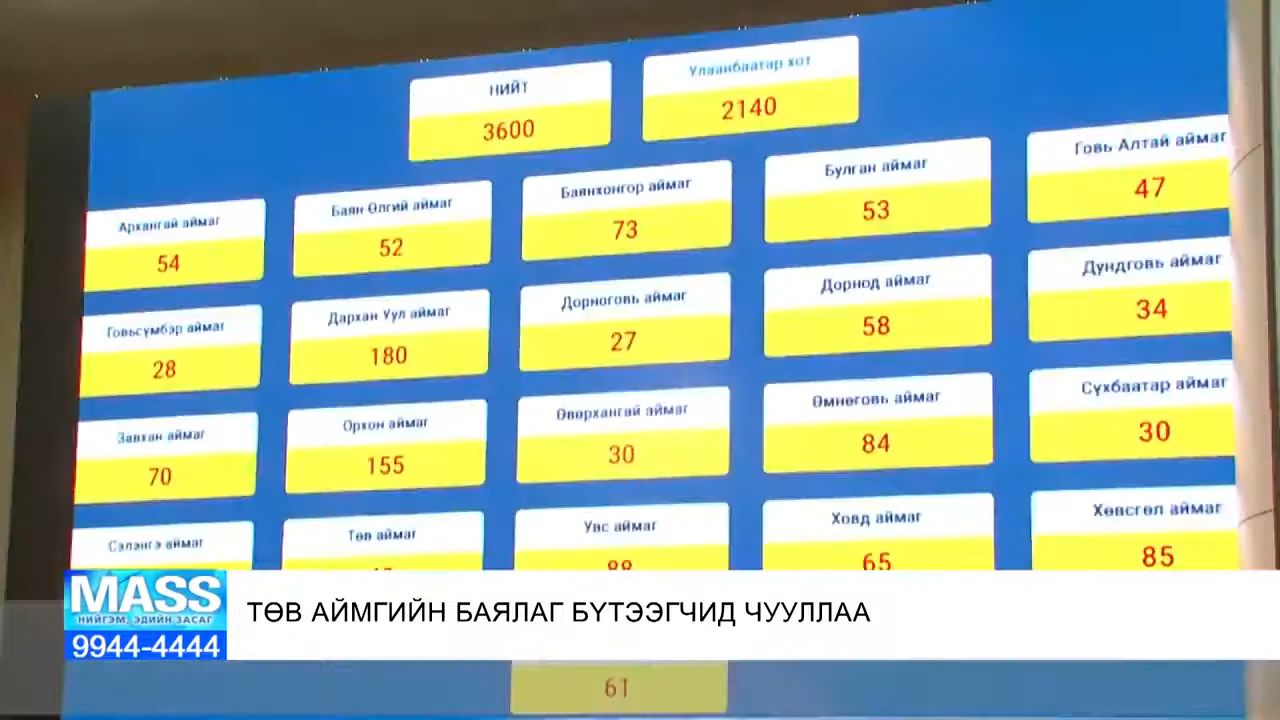 НИЙТ
3600
Улаанбаатар хот
2140
Архангай аймаг
54
Баян Өлгий аймаг
52
Баянхонгор аймаг
73
Булган аймаг
53
Говь Алтай аймаг
47
Говьсүмбэр аймаг
28
Дархан Уул аймаг
180
Дорноговь аймаг
27
Дорнод аймаг
58
Дундговь аймаг
34
Завхан аймаг
70
Орхон аймаг
155
Өвөрхангай аймаг
30
Өмнөговь аймаг
84
Сүхбаатар аймаг
30
Сэлэнгэ аймаг
Төв аймаг
Увс аймаг
88
Ховд аймаг
65
Хөвсгөл аймаг
85
MASS
НИЙГЭМ, ЭДИЙН ЗАСАГ
9944-4444
ТӨВ АЙМГИЙН БАЯЛАГ БҮТЭЭГЧИД ЧУУЛЛАА
61